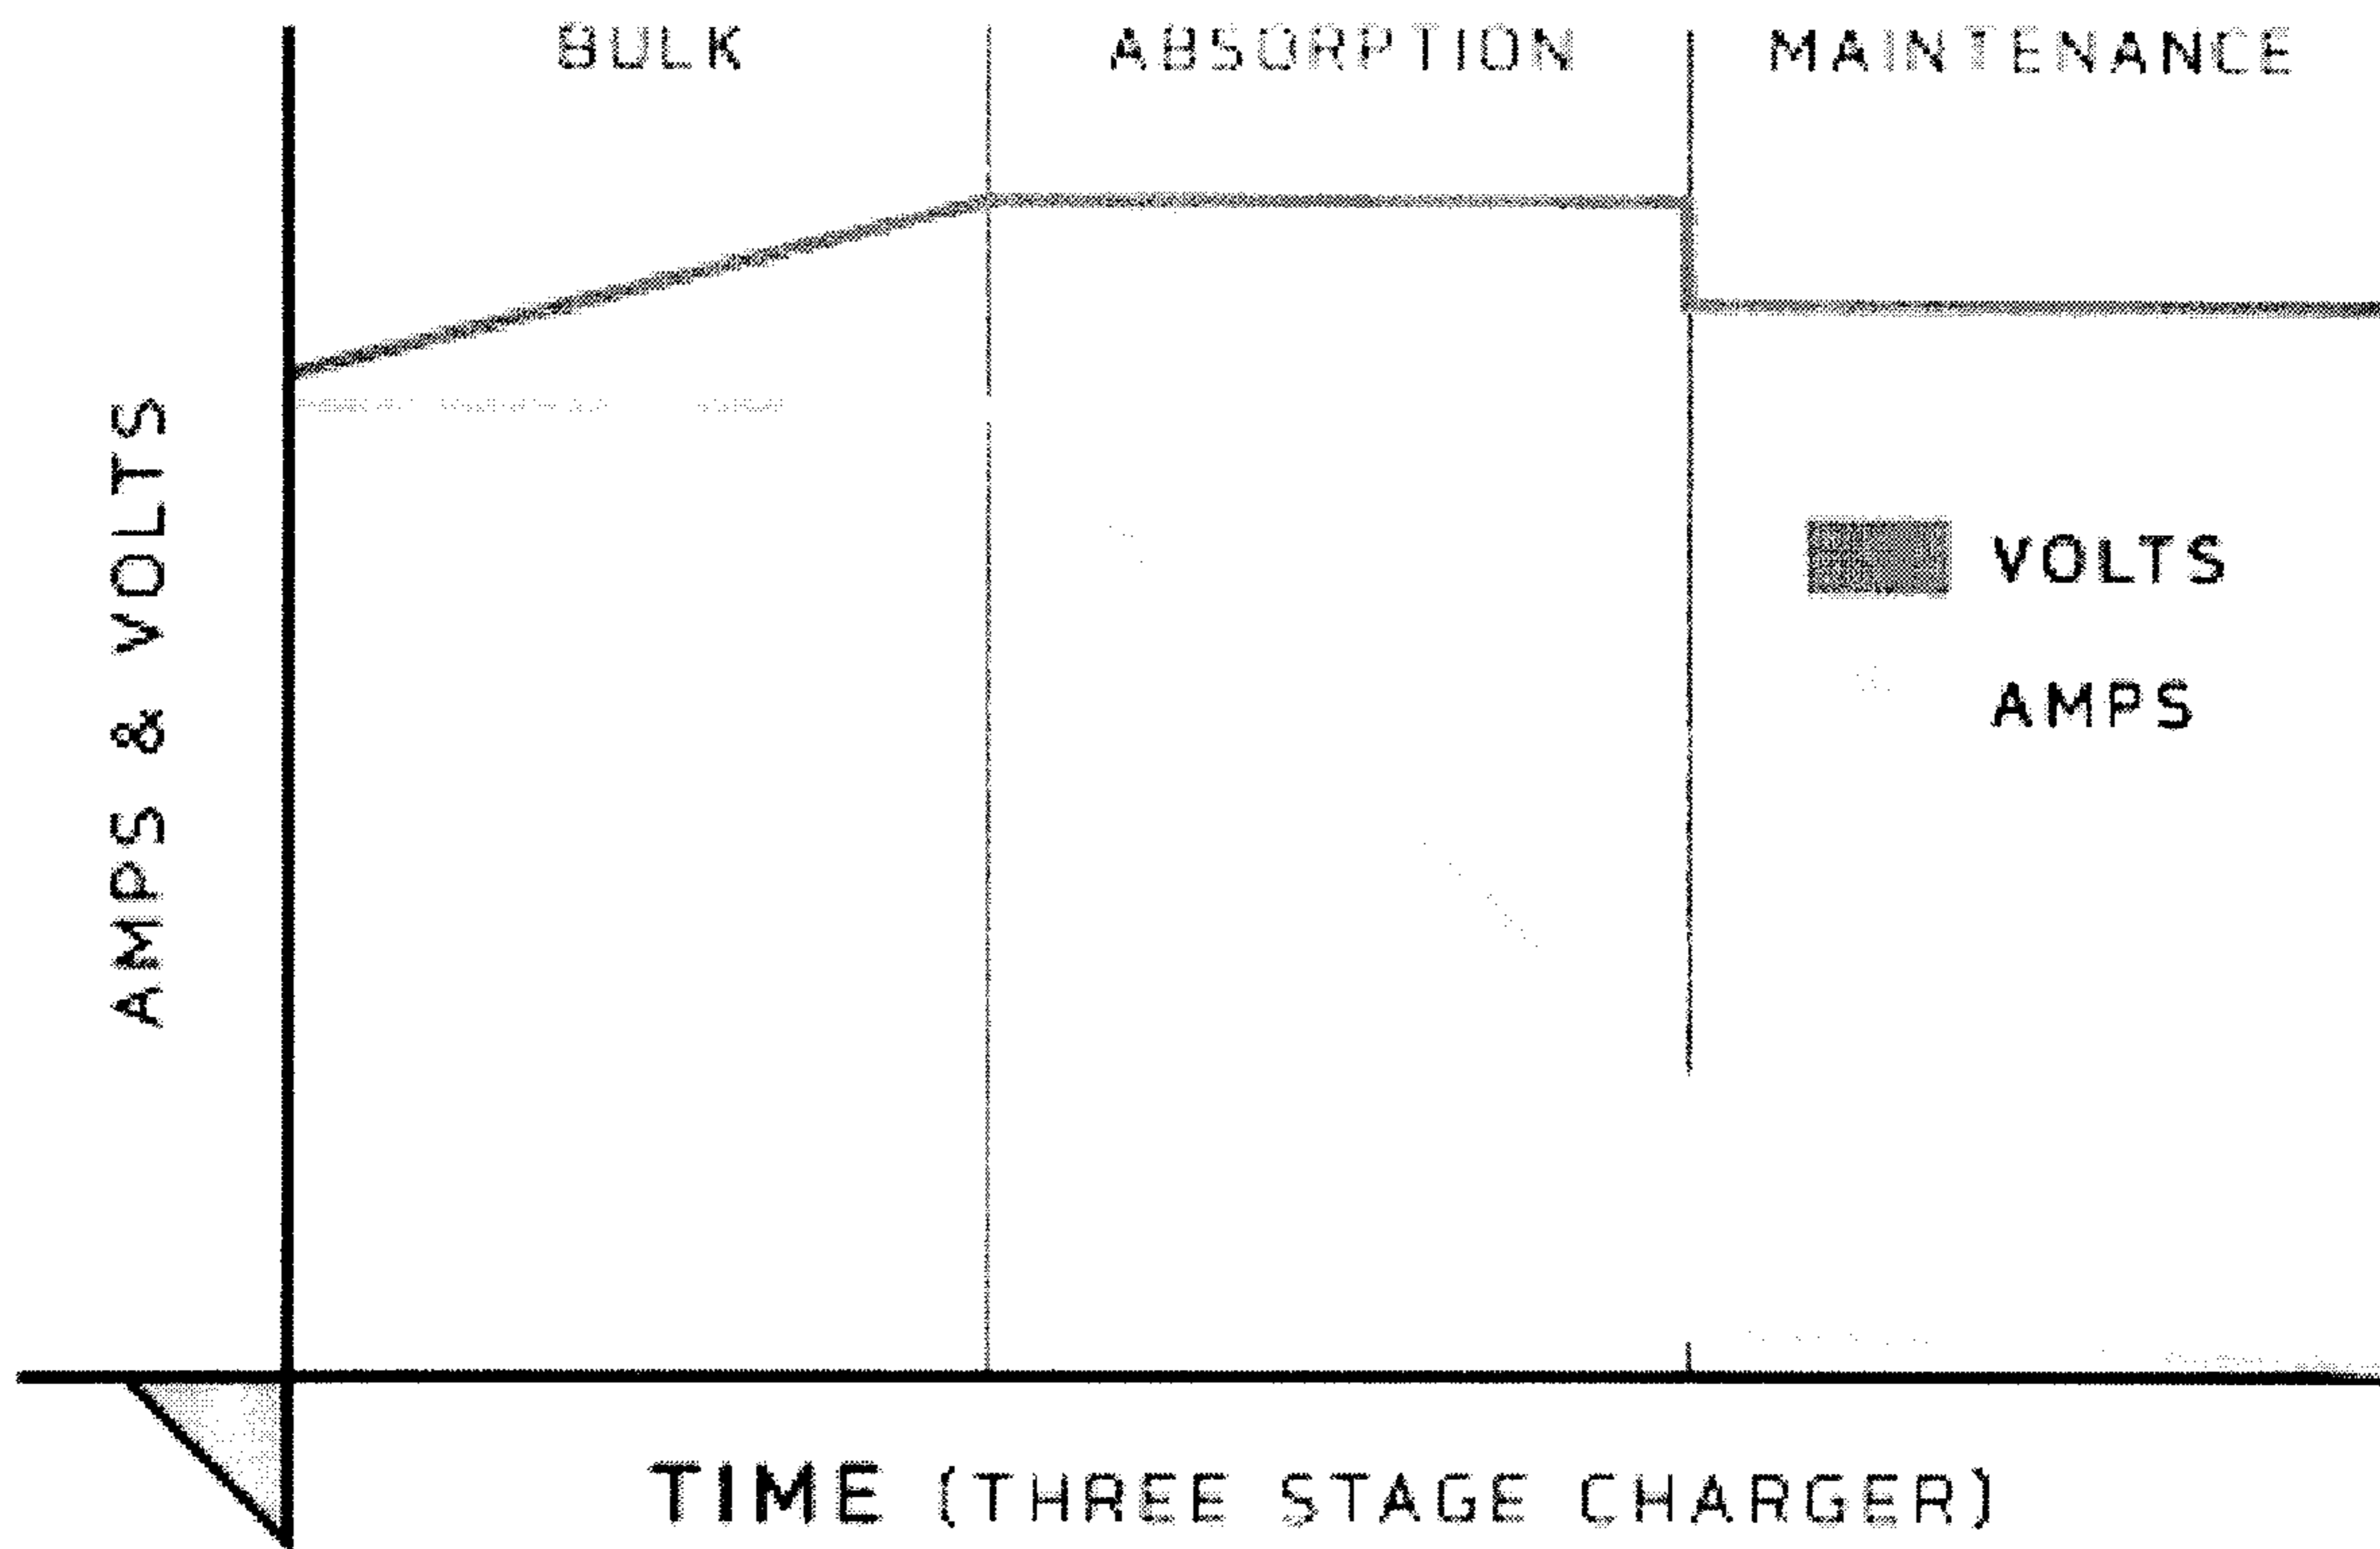 BULK
ABSORPTION
MAINTENANCE
AMPS & VOLTS
VOLTS
AMPS
TIME (THREE STAGE CHARGER)